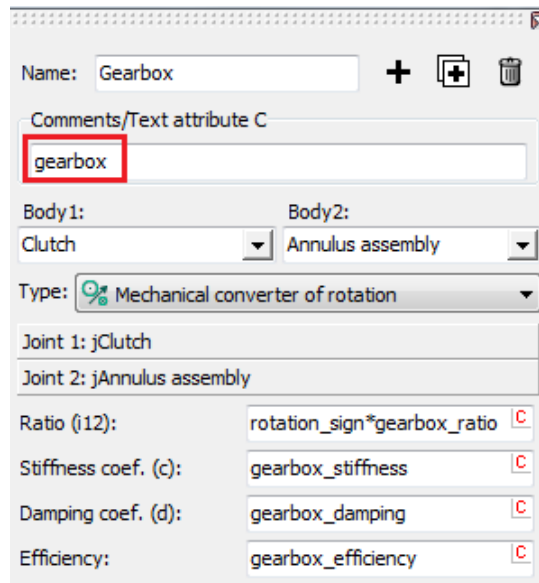 Name: Gearbox
Comments/Text attribute C
gearbox
Body1: Body2:
Clutch Annulus assembly
Type: Mechanical converter of rotation
Joint 1: jClutch
Joint 2: jAnnulus assembly
Ratio (i12): rotation_sign*gearbox_ratio C
Stiffness coef. (c): gearbox_stiffness C
Damping coef. (d): gearbox_damping C
Efficiency: gearbox_efficiency C